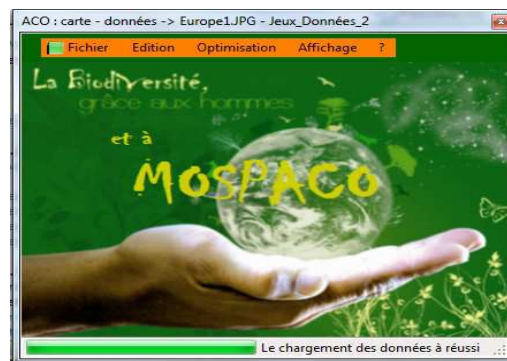 ACO : carte - données -> Europe1.JPG - Jeux_Données_2
Fichier Edition Optimisation Affichage ?
La Biodiversité,
grâce aux hommes
et à
MOSPACO
Le chargement des données à réussi